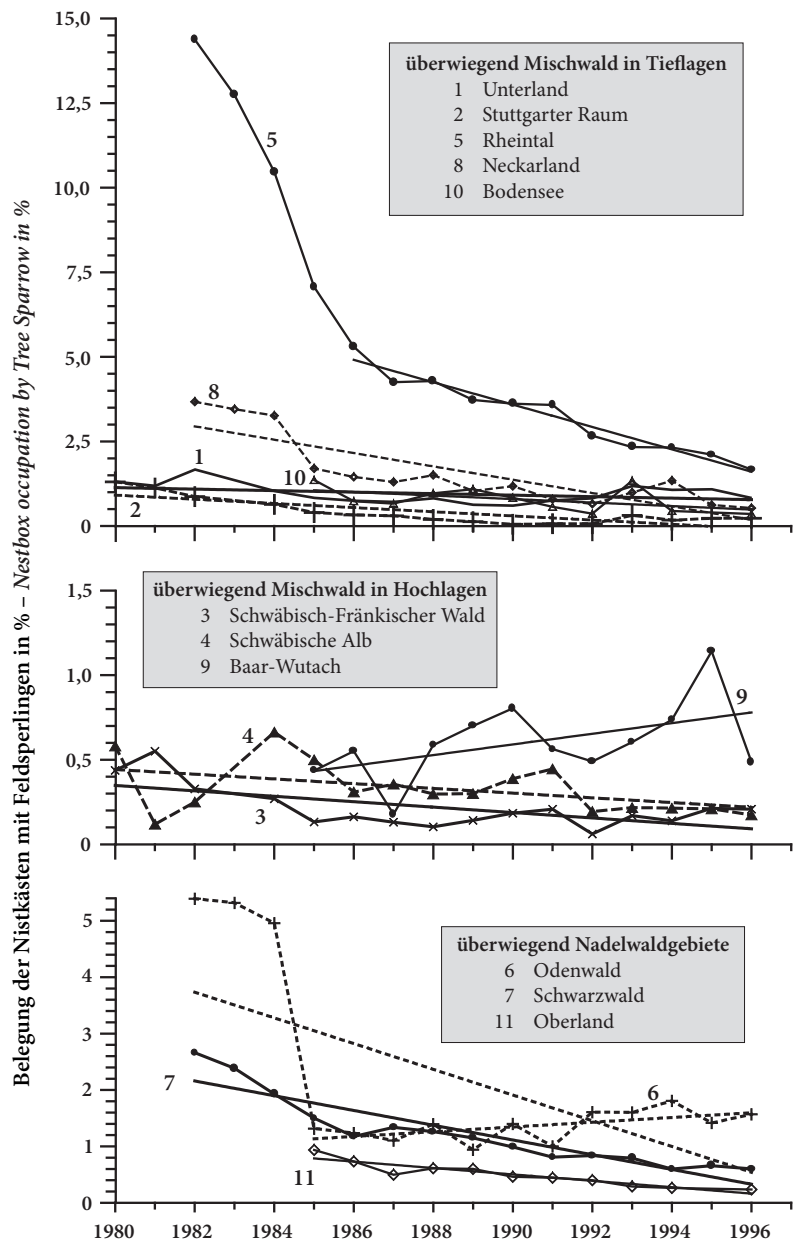 Belegung der Nistkästen mit Feldsperlingen in % – Nestbox occupation by Tree Sparrow in %
15,0
12,5
10,0
7,5
5,0
2,5
0
überwiegend Mischwald in Tieflagen
1 Unterland
2 Stuttgarter Raum
5 Rheintal
8 Neckarland
10 Bodensee
5
8
1
10
2
1,5
1,0
0,5
0
überwiegend Mischwald in Hochlagen
3 Schwäbisch-Fränkischer Wald
4 Schwäbische Alb
9 Baar-Wutach
9
4
3
5
4
3
2
1
0
überwiegend Nadelwaldgebiete
6 Odenwald
7 Schwarzwald
11 Oberland
7
6
11
1980 1982 1984 1986 1988 1990 1992 1994 1996